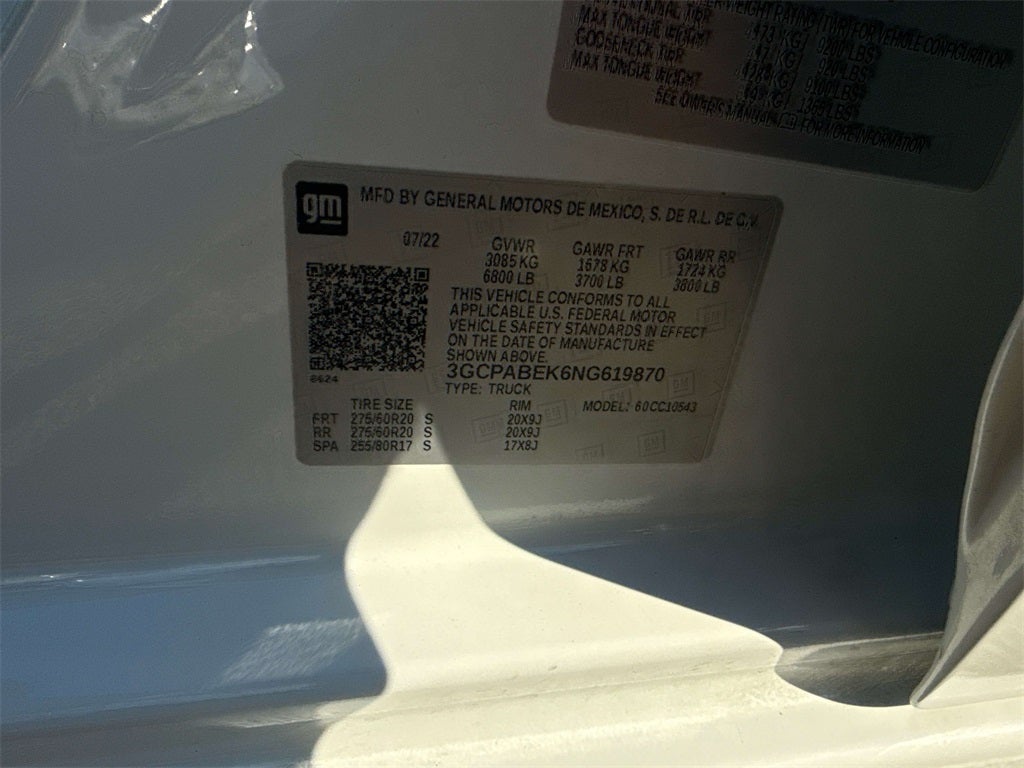 MAX TONGUE WEIGHT
GOOSENECK TWR
MAX TONGUE WEIGHT
SEE OWNER'S MANUAL FOR MORE INFORMATION
gm
MFD BY GENERAL MOTORS DE MEXICO, S. DE R.L. DE C.V.
07/22
GVWR GAWR FRT GAWR RR
3085 KG 1678 KG 1724 KG
6800 LB 3700 LB 3800 LB
THIS VEHICLE CONFORMS TO ALL
APPLICABLE U.S. FEDERAL MOTOR
VEHICLE SAFETY STANDARDS IN EFFECT
ON THE DATE OF MANUFACTURE
SHOWN ABOVE.
3GCPABEK6NG619870
TYPE: TRUCK
TIRE SIZE RIM MODEL: 60CC10543
FRT 275/60R20 S 20X9J
RR 275/60R20 S 20X9J
SPA 255/80R17 S 17X8J